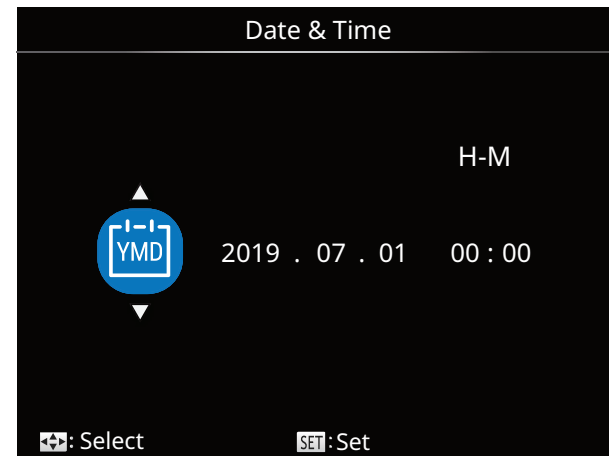 Date & Time
H-M
YMD 2019 . 07 . 01 00 : 00
: Select SET : Set